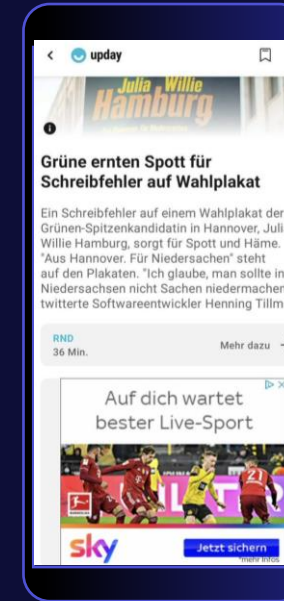 upday
Julia Willie
Hamburg
Grüne ernten Spott für
Schreibfehler auf Wahlplakat
Ein Schreibfehler auf einem Wahlplakat der
Grünen-Spitzenkandidatin in Hannover, Juli
Willie Hamburg, sorgt für Spott und Häme.
"Aus Hannover. Für Niedersachen" steht
auf den Plakaten. "Ich glaube, man sollte in
Niedersachsen nicht Sachen niedermachen
twitterte Softwareentwickler Henning Tillm
RND
36 Min.
Mehr dazu
Auf dich wartet
bester Live-Sport
21
sky
Jetzt sichern
*mehr Infos